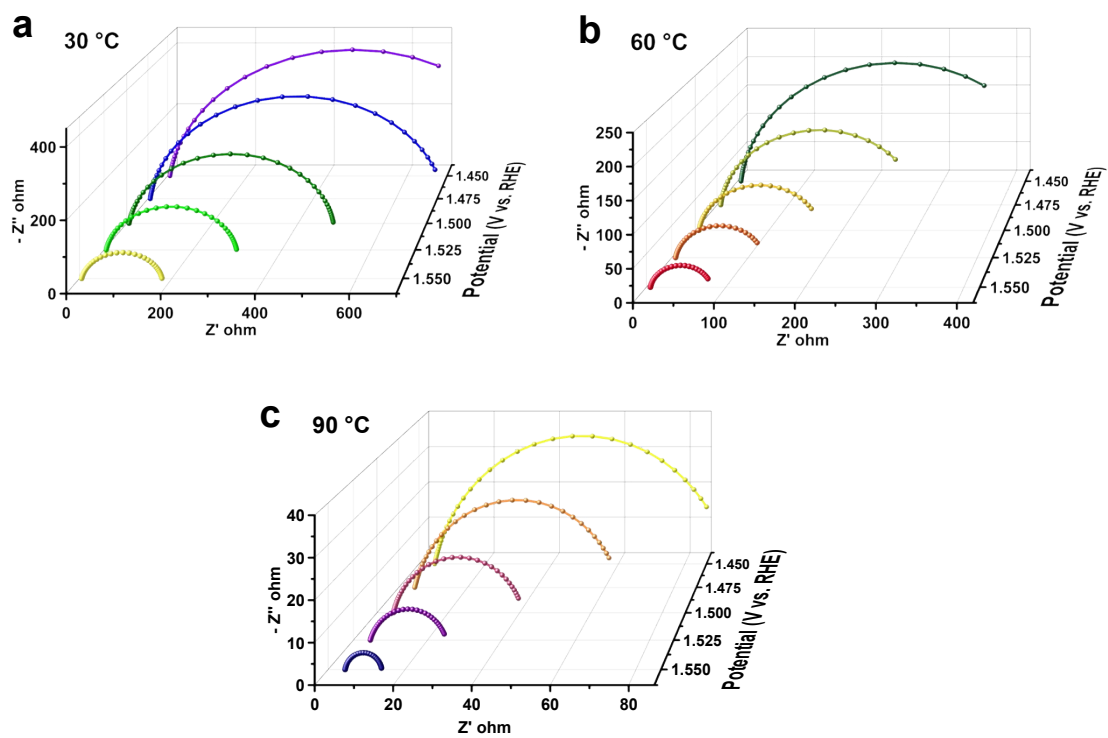 a
30 °C
400
200
0
- Z'' ohm
0
200
400
600
Z' ohm
1.450
1.475
1.500
1.525
1.550
Potential (V vs. RHE)
b
60 °C
250
200
150
100
50
0
- Z'' ohm
0
100
200
300
400
Z' ohm
1.450
1.475
1.500
1.525
1.550
Potential (V vs. RHE)
c
90 °C
40
30
20
10
0
- Z'' ohm
0
20
40
60
80
Z' ohm
1.450
1.475
1.500
1.525
1.550
Potential (V vs. RHE)